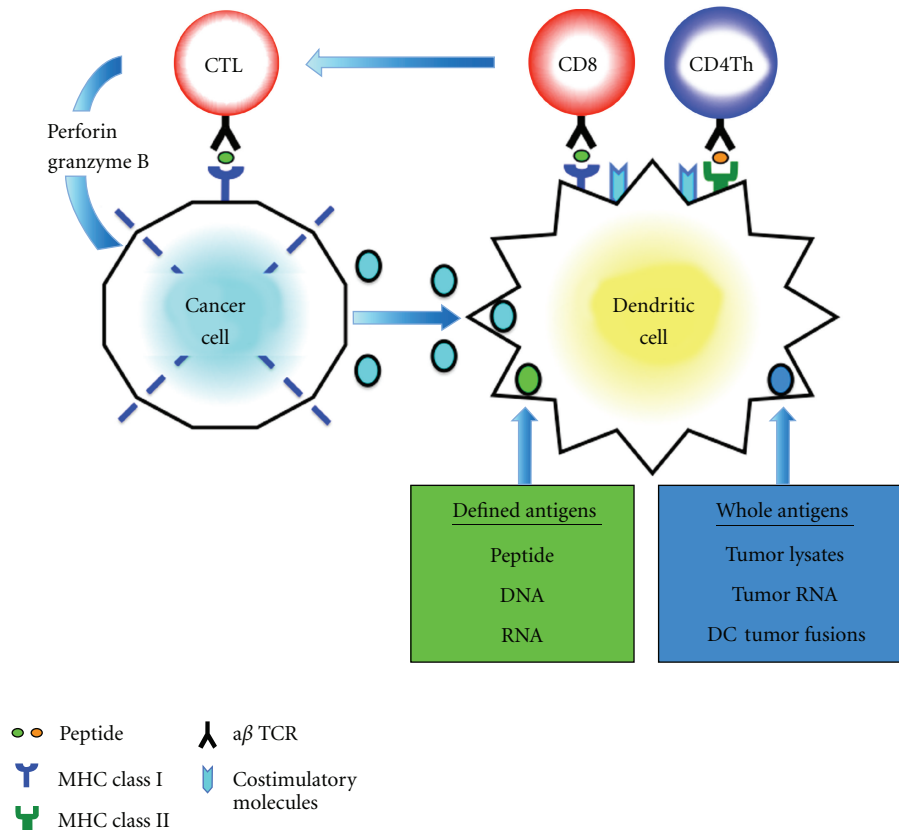 CTL
CD8
CD4Th
Perforin
granzyme B
Cancer
cell
Dendritic
cell
Defined antigens
Peptide
DNA
RNA
Whole antigens
Tumor lysates
Tumor RNA
DC tumor fusions
Peptide
MHC class I
MHC class II
aβ TCR
Costimulatory
molecules